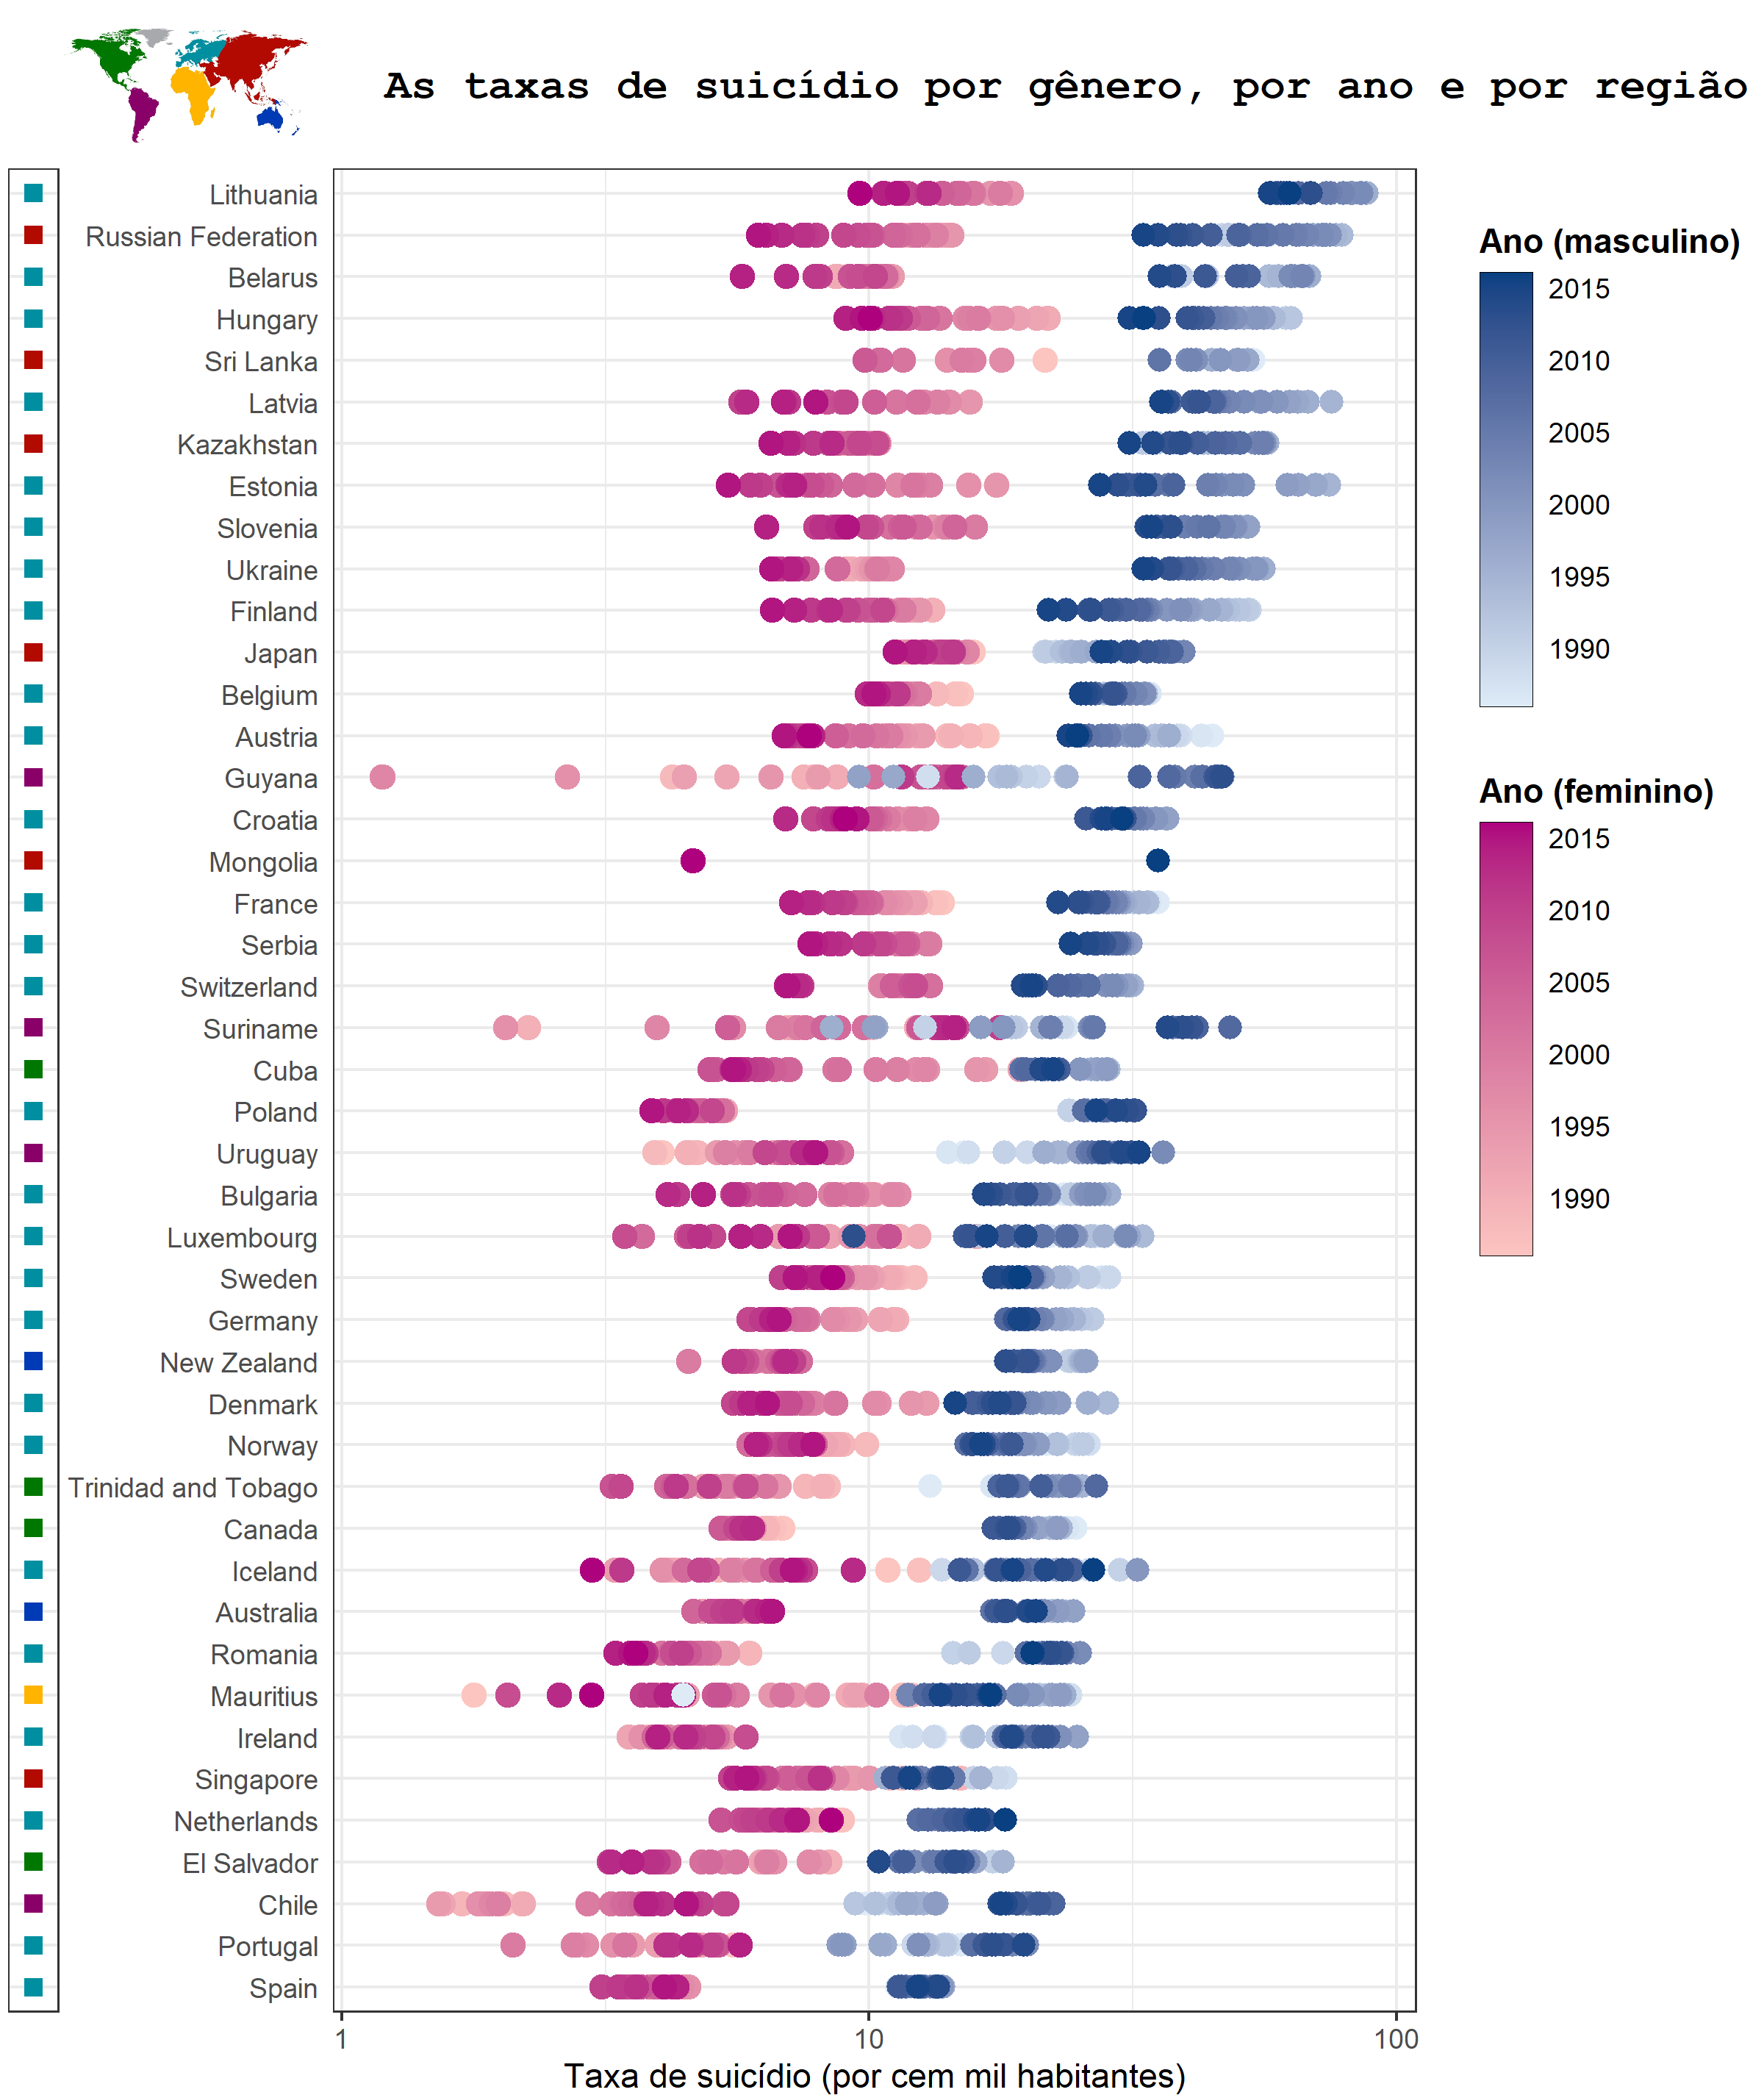 As taxas de suicídio por gênero, por ano e por região
Lithuania
Russian Federation
Belarus
Hungary
Sri Lanka
Latvia
Kazakhstan
Estonia
Slovenia
Ukraine
Finland
Japan
Belgium
Austria
Guyana
Croatia
Mongolia
France
Serbia
Switzerland
Suriname
Cuba
Poland
Uruguay
Bulgaria
Luxembourg
Sweden
Germany
New Zealand
Denmark
Norway
Trinidad and Tobago
Canada
Iceland
Australia
Romania
Mauritius
Ireland
Singapore
Netherlands
El Salvador
Chile
Portugal
Spain
1
10
100
Taxa de suicídio (por cem mil habitantes)
Ano (masculino)
2015
2010
2005
2000
1995
1990
Ano (feminino)
2015
2010
2005
2000
1995
1990